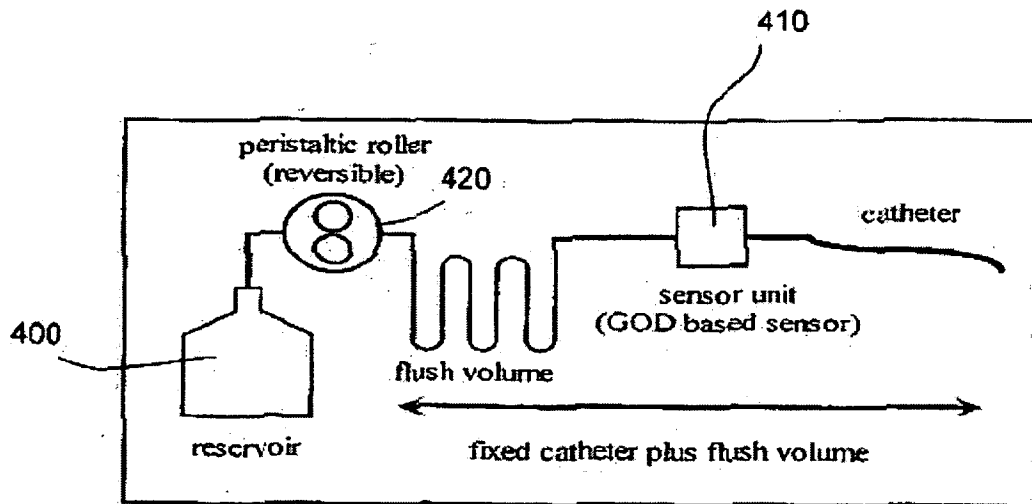 410
peristaltic roller
(reversible)
420
catheter
sensor unit
(GOD based sensor)
400
flush volume
reservoir
fixed catheter plus flush volume